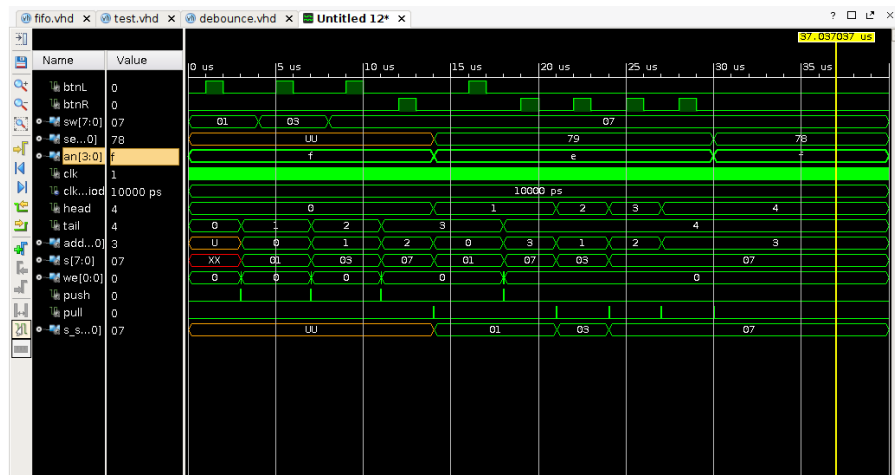 fifo.vhd × test.vhd × debounce.vhd × Untitled 12* × ?
37.037037 us
Name Value
0 us 5 us 10 us 15 us 20 us 25 us 30 us 35 us
btnL 0
btnR 0
sw[7:0] 07 01 03 07
se...0] 78 UU 79 78
an[3:0] f f e f
clk 1
clk...iod 10000 ps 10000 ps
head 4 0 1 2 3 4
tail 4 0 1 2 3 4
add...0] 3 U 0 1 2 0 3 1 2 3
s[7:0] 07 XX 01 03 07 01 07 03 07
we[0:0] 0 0 0 0 0 0
push 0
pull 0
s_s...0] 07 UU 01 03 07